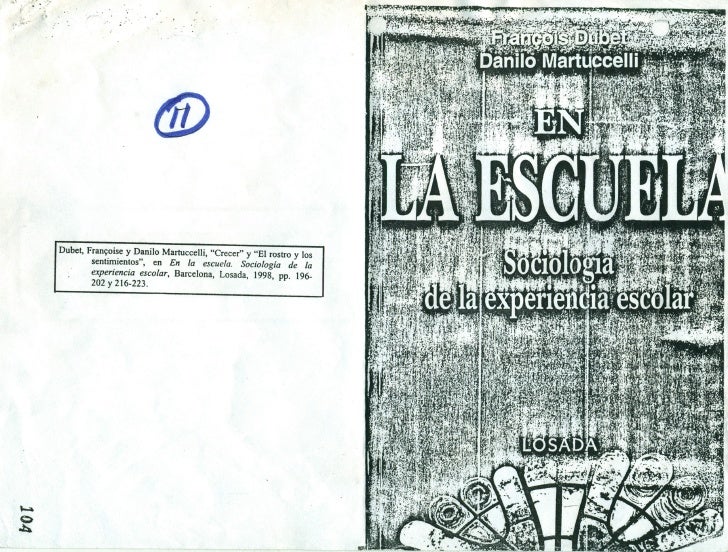 11
Dubet, Françoise y Danilo Martuccelli, "Crecer" y "El rostro y los
sentimientos", en En la escuela. Sociología de la
experiencia escolar, Barcelona, Losada, 1998, pp. 196-
202 y 216-223.
104
François Dubet
Danilo Martuccelli
EN
LA ESCUELA
Sociología
de la experiencia escolar
LOSADA